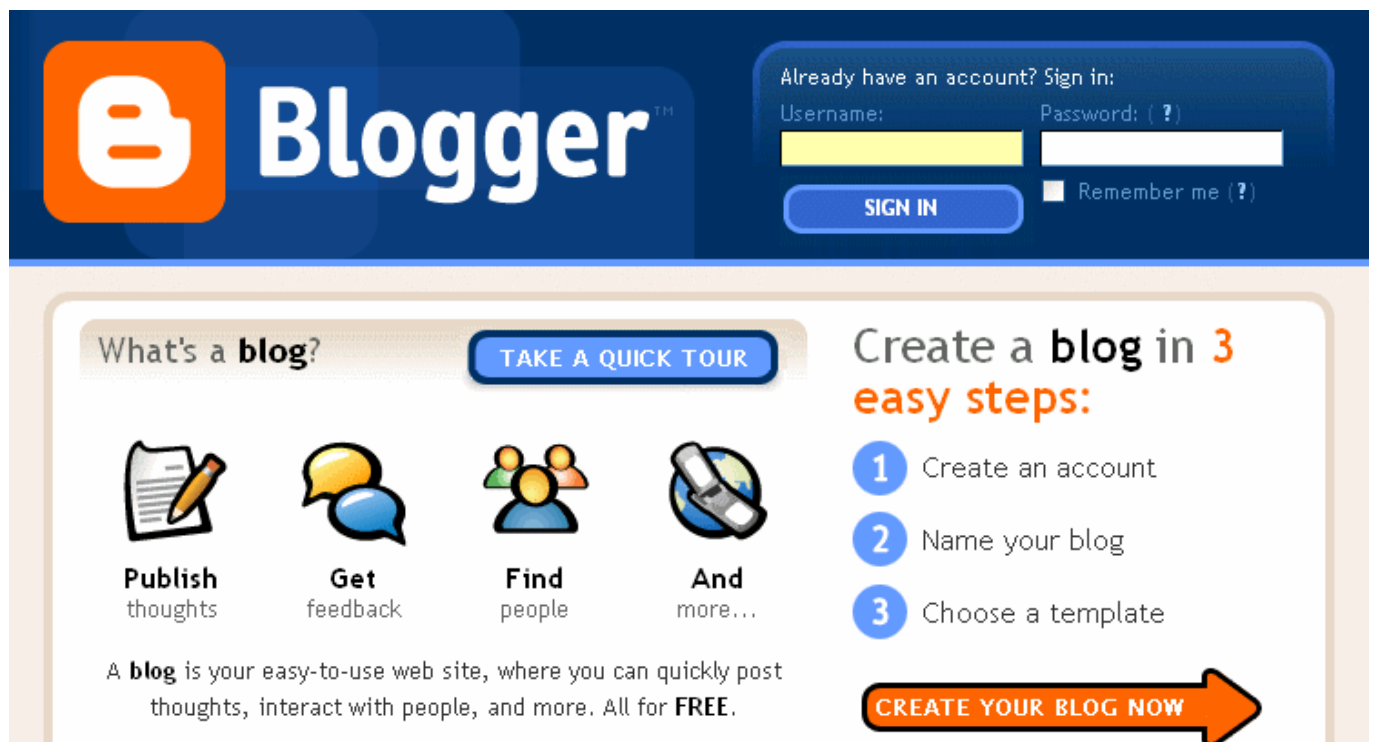 Blogger™
Already have an account? Sign in:
Username:
Password: (?)
SIGN IN
Remember me (?)
What's a blog?
TAKE A QUICK TOUR
Publish
thoughts
Get
feedback
Find
people
And
more...
A blog is your easy-to-use web site, where you can quickly post
thoughts, interact with people, and more. All for FREE.
Create a blog in 3
easy steps:
1 Create an account
2 Name your blog
3 Choose a template
CREATE YOUR BLOG NOW